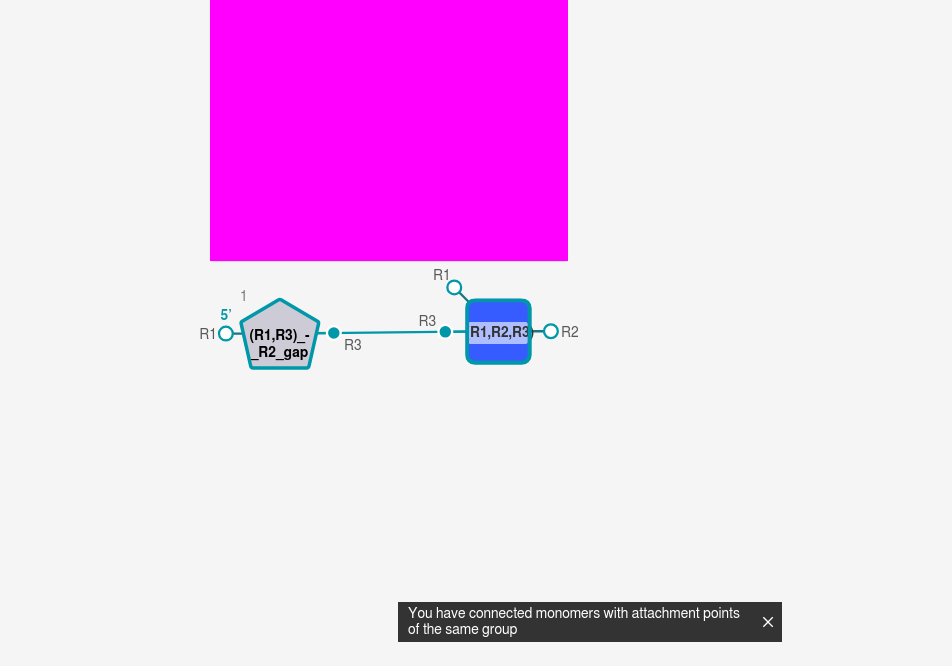 R1
1
5’
R3
R1
(R1,R3)_-
_R2_gap
R1,R2,R3)
R2
R3
You have connected monomers with attachment points
of the same group